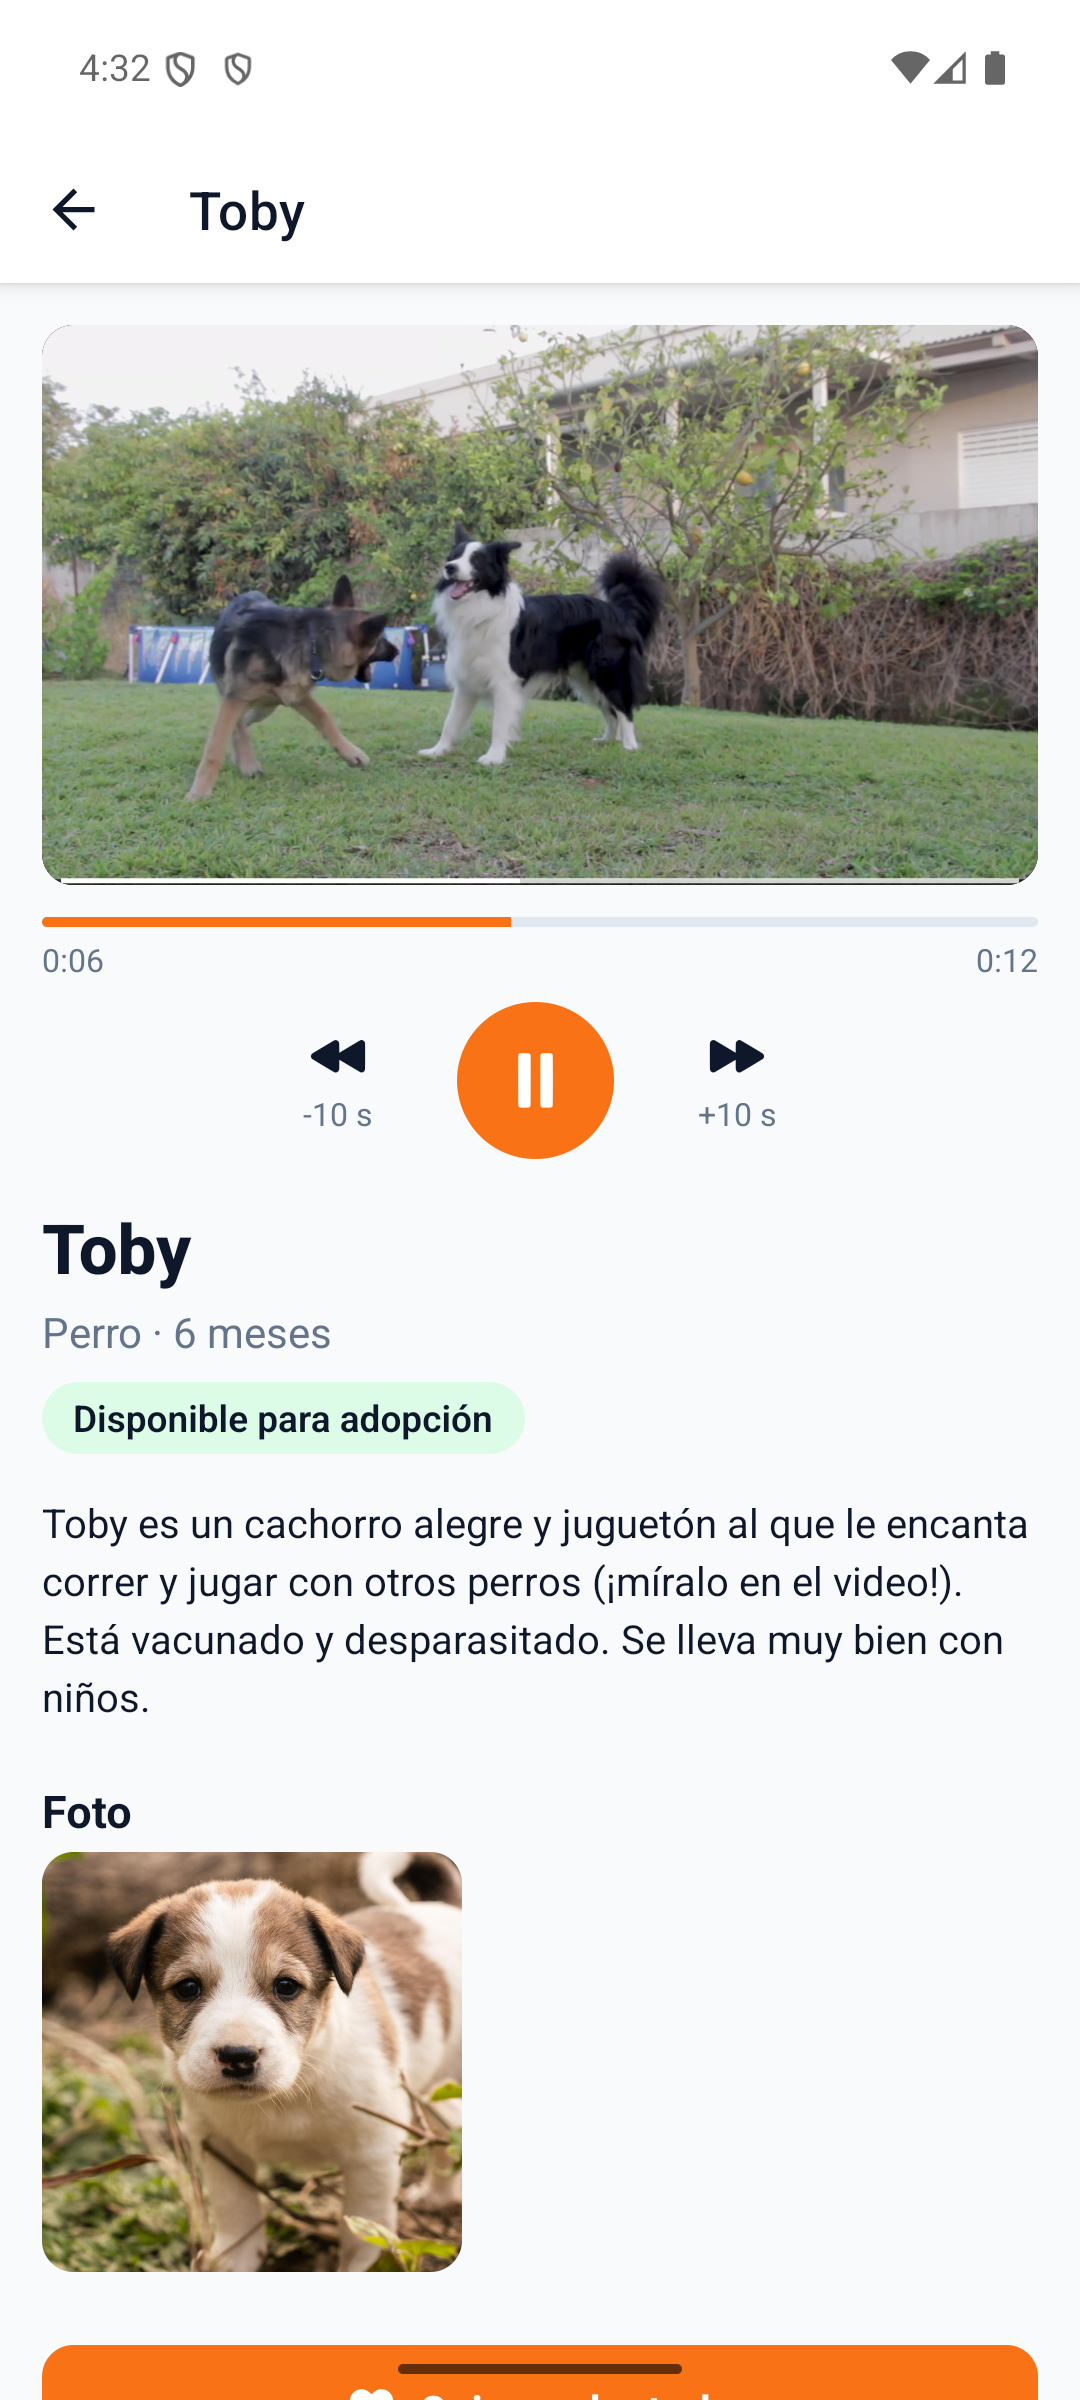 4:32
Toby
0:06
0:12
-10 s
+10 s
Toby
Perro · 6 meses
Disponible para adopción
Toby es un cachorro alegre y juguetón al que le encanta
correr y jugar con otros perros (¡míralo en el video!).
Está vacunado y desparasitado. Se lleva muy bien con
niños.
Foto